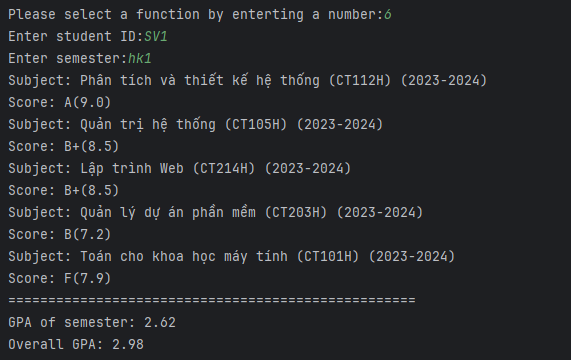 Please select a function by enterting a number:6
Enter student ID:SV1
Enter semester:hk1
Subject: Phân tích và thiết kế hệ thống (CT112H) (2023-2024)
Score: A(9.0)
Subject: Quản trị hệ thống (CT105H) (2023-2024)
Score: B+(8.5)
Subject: Lập trình Web (CT214H) (2023-2024)
Score: B+(8.5)
Subject: Quản lý dự án phần mềm (CT203H) (2023-2024)
Score: B(7.2)
Subject: Toán cho khoa học máy tính (CT101H) (2023-2024)
Score: F(7.9)
===================================================
GPA of semester: 2.62
Overall GPA: 2.98